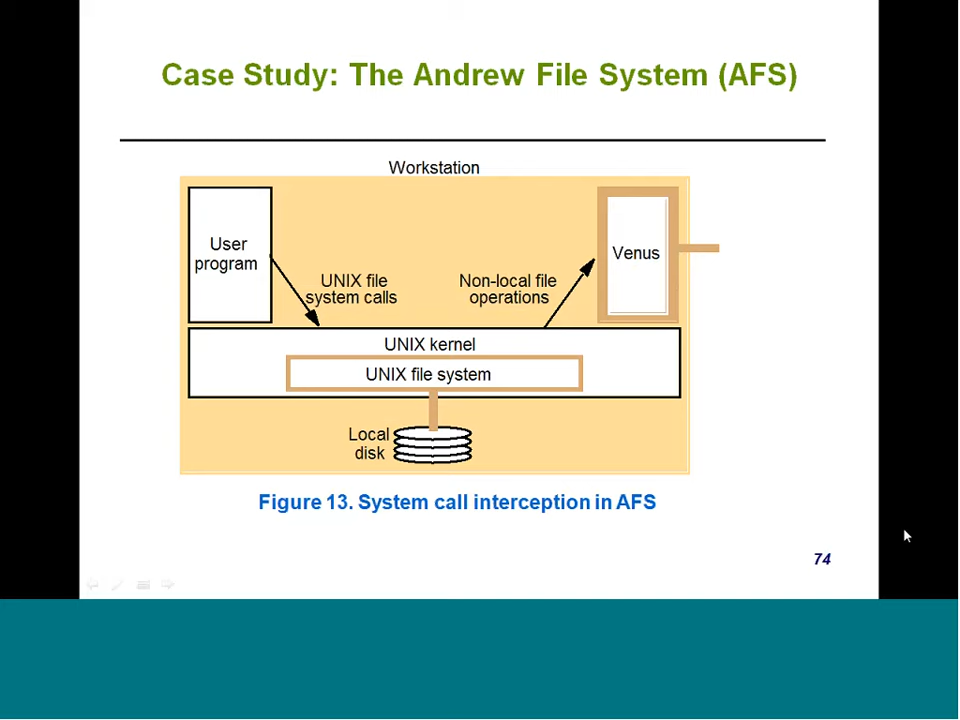 Case Study: The Andrew File System (AFS)
Workstation
User
program
UNIX file
system calls
Non-local file
operations
Venus
UNIX kernel
UNIX file system
Local
disk
Figure 13. System call interception in AFS
74